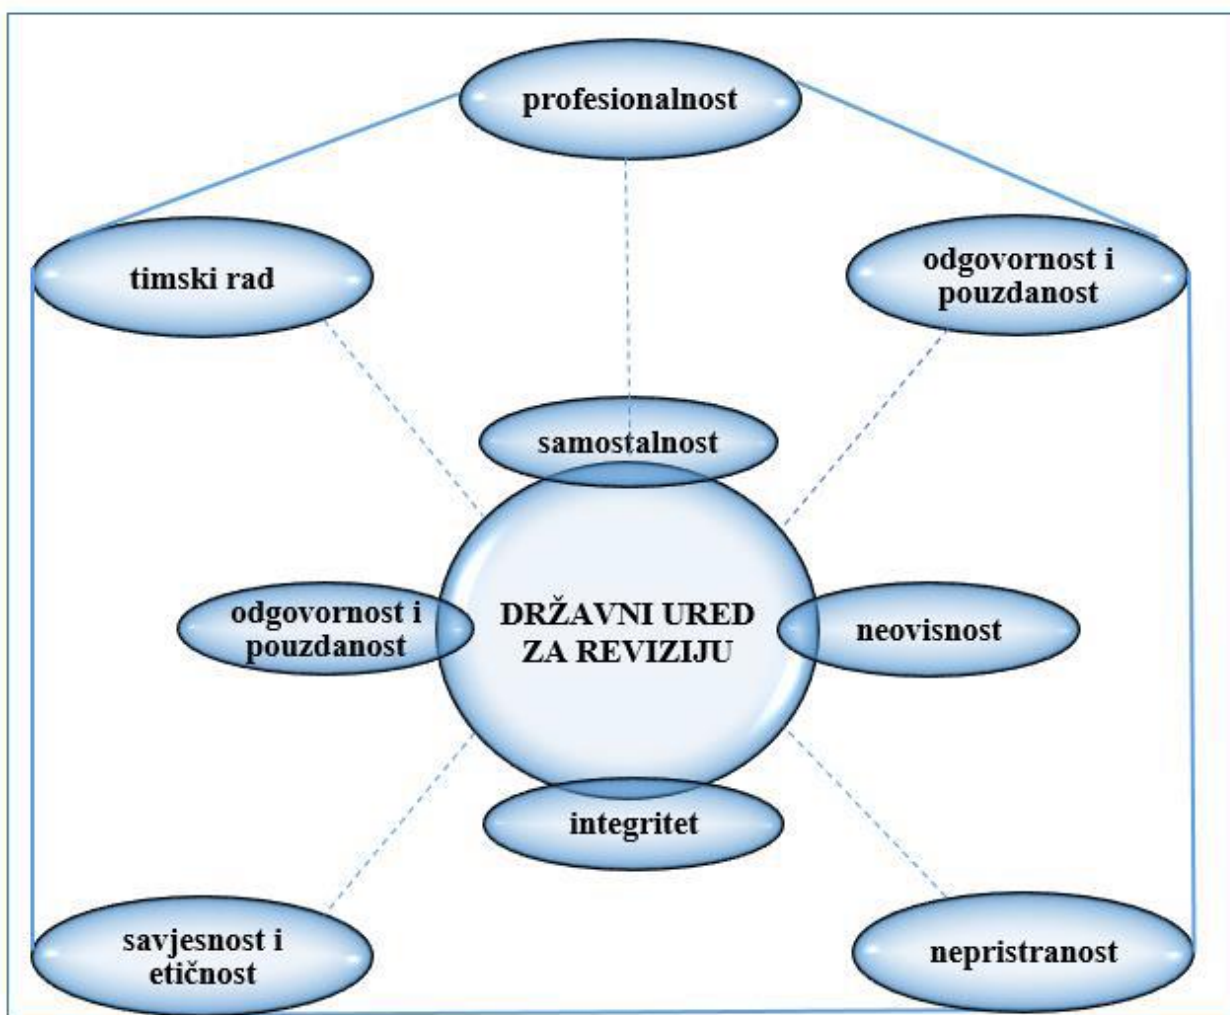 profesionalnost
timski rad
odgovornost i
pouzdanost
samostalnost
odgovornost i
pouzdanost
DRŽAVNI URED
ZA REVIZIJU
neovisnost
integritet
savjesnost i
etičnost
nepristranost